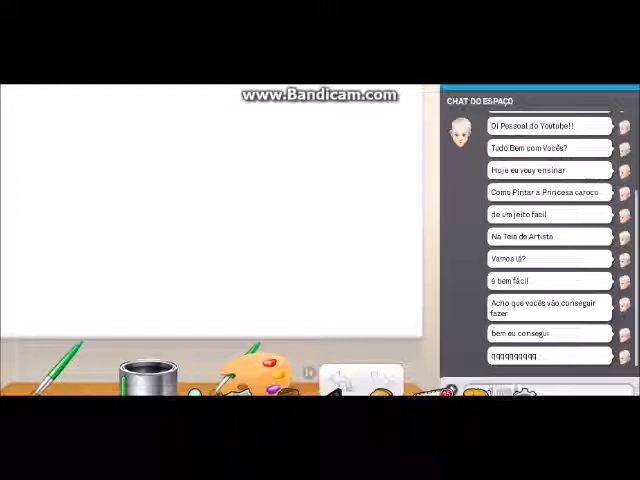 www.Bandicam.com
CHAT DO ESPAÇO
Oi Pessoal do Youtube!!
Tudo Bem com Vocês?
Hoje eu vouy ensinar
Como Pintar a Princesa caroço
de um jeito fácil
Na Tela de Artista
Vamos lá?
é bem fácil
Acho que vocês vão conseguir
fazer
bem eu consegui
qqqqqqqqqq